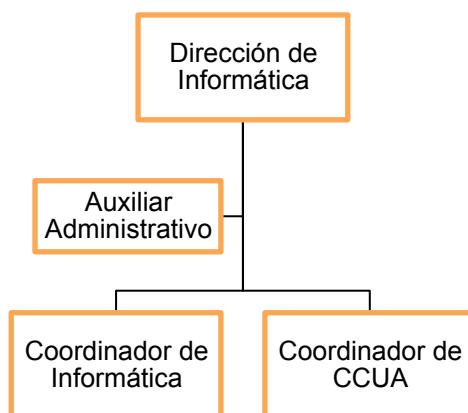 Dirección de
Informática
Auxiliar
Administrativo
Coordinador de
Informática
Coordinador de
CCUA